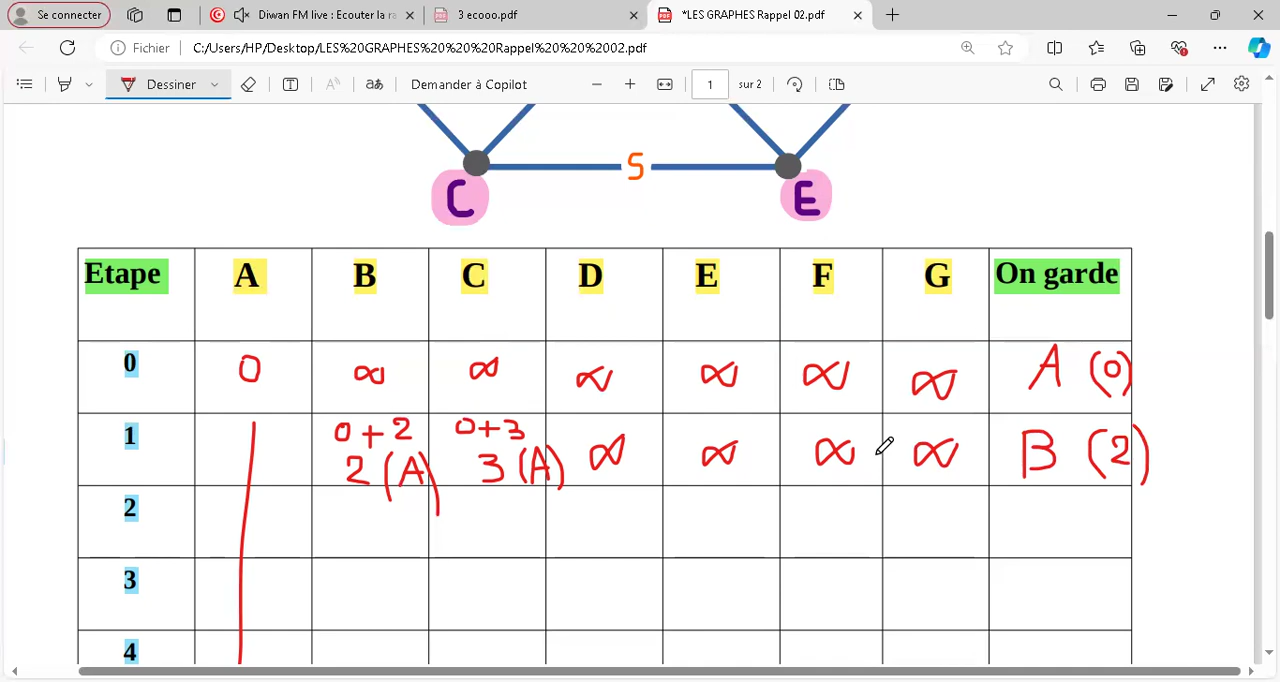 Se connecter
Diwan FM live : Ecouter la ra
3 ecooo.pdf
*LES GRAPHES Rappel 02.pdf
Fichier
C:/Users/HP/Desktop/LES%20GRAPHES%20%20%20Rappel%20%20%2002.pdf
Dessiner
aあ
Demander à Copilot
1
sur 2
5
C
E
Etape A B C D E F G On garde
0 0 ∞ ∞ ∞ ∞ ∞ ∞ A (0)
0+2 0+3
1 2 (A) 3 (A) ∞ ∞ ∞ ∞ B (2)
2
3
4